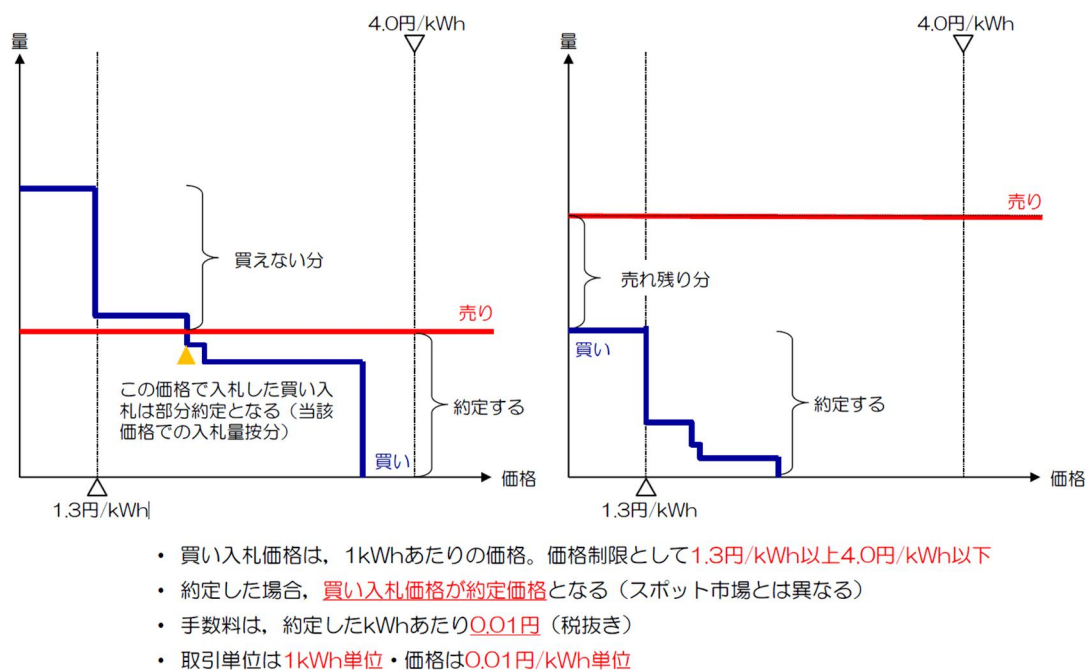 4.0円/kWh
量
売り
買えない分
この価格で入札した買い入
札は部分約定となる（当該
価格での入札量按分）
約定する
買い
価格
1.3円/kWh
4.0円/kWh
量
売り
売れ残り分
買い
約定する
価格
1.3円/kWh
• 買い入札価格は，1kWhあたりの価格。価格制限として1.3円/kWh以上4.0円/kWh以下
• 約定した場合，買い入札価格が約定価格となる（スポット市場とは異なる）
• 手数料は，約定したkWhあたり0.01円（税抜き）
• 取引単位は1kWh単位・価格は0.01円/kWh単位